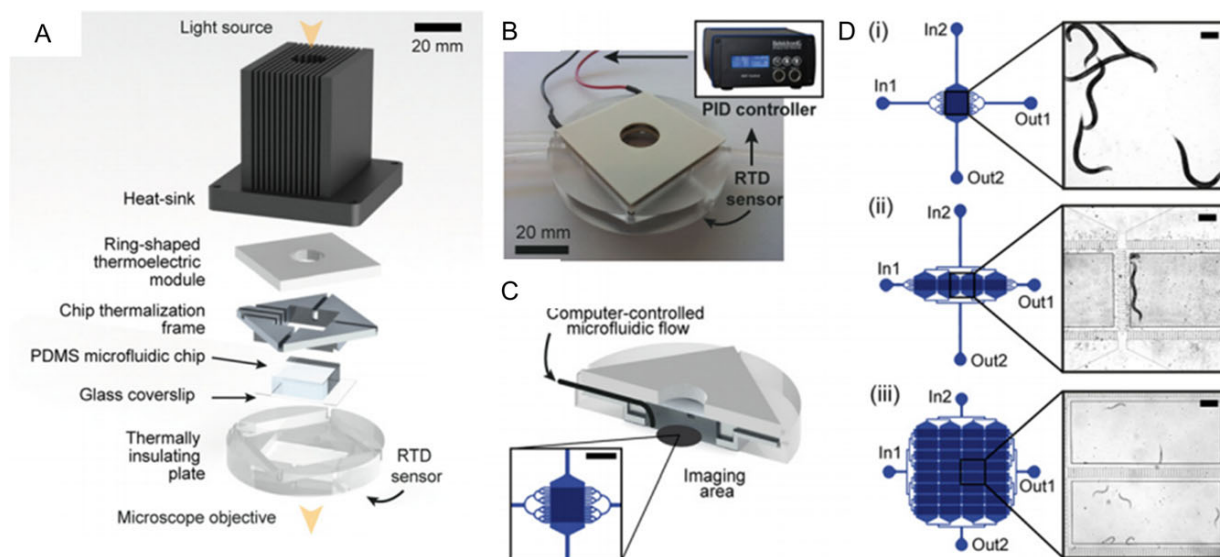 A
Light source
20 mm
Heat-sink
Ring-shaped
thermoelectric
module
Chip thermalization
frame
PDMS microfluidic chip
Glass coverslip
Thermally
insulating
plate
RTD
sensor
Microscope objective
B
PID controller
RTD
sensor
20 mm
C
Computer-controlled
microfluidic flow
Imaging
area
D
(i)
In2
In1
Out1
Out2
(ii)
In2
In1
Out1
Out2
(iii)
In2
In1
Out1
Out2